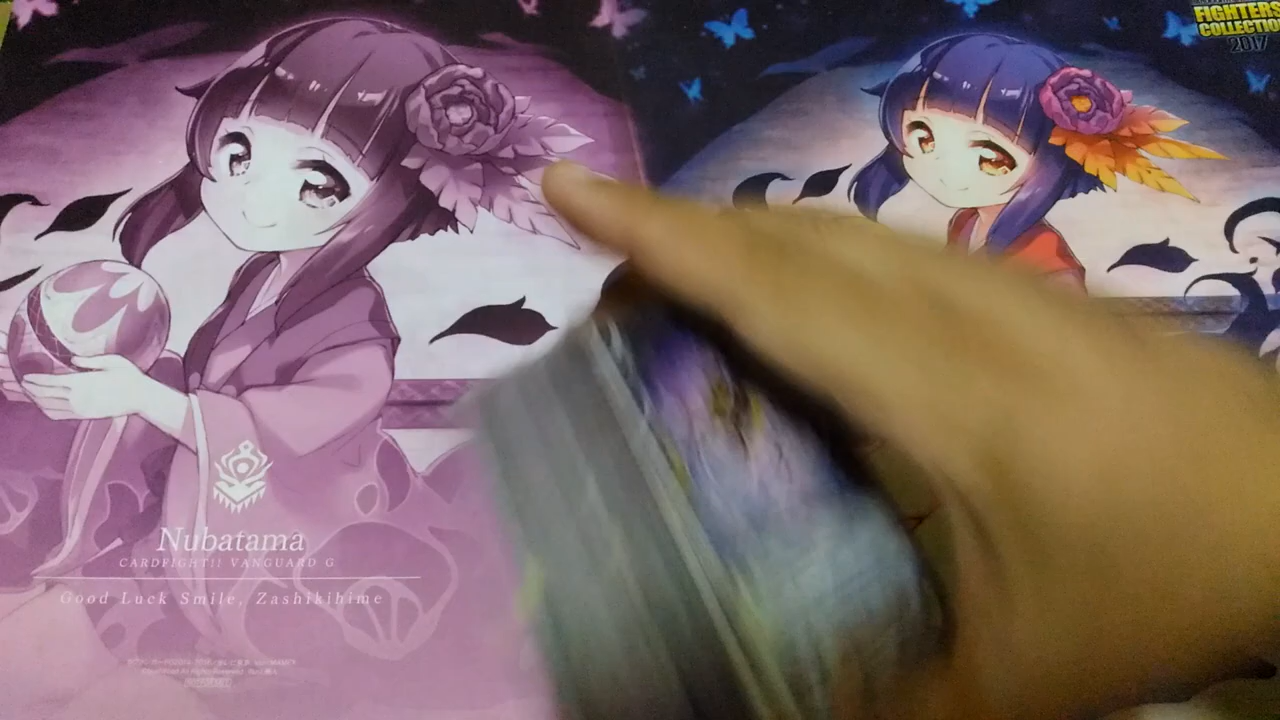 FIGHTERS
COLLECTION
2017
Nubatama
CARDFIGHT!! VANGUARD G
Good Luck Smile, Zashikihime